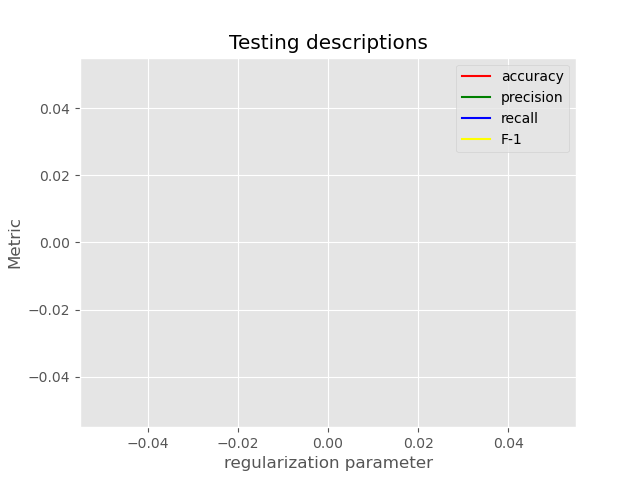 Testing descriptions
accuracy
precision
recall
F-1
0.04
0.02
0.00
−0.02
−0.04
Metric
−0.04 −0.02 0.00 0.02 0.04
regularization parameter